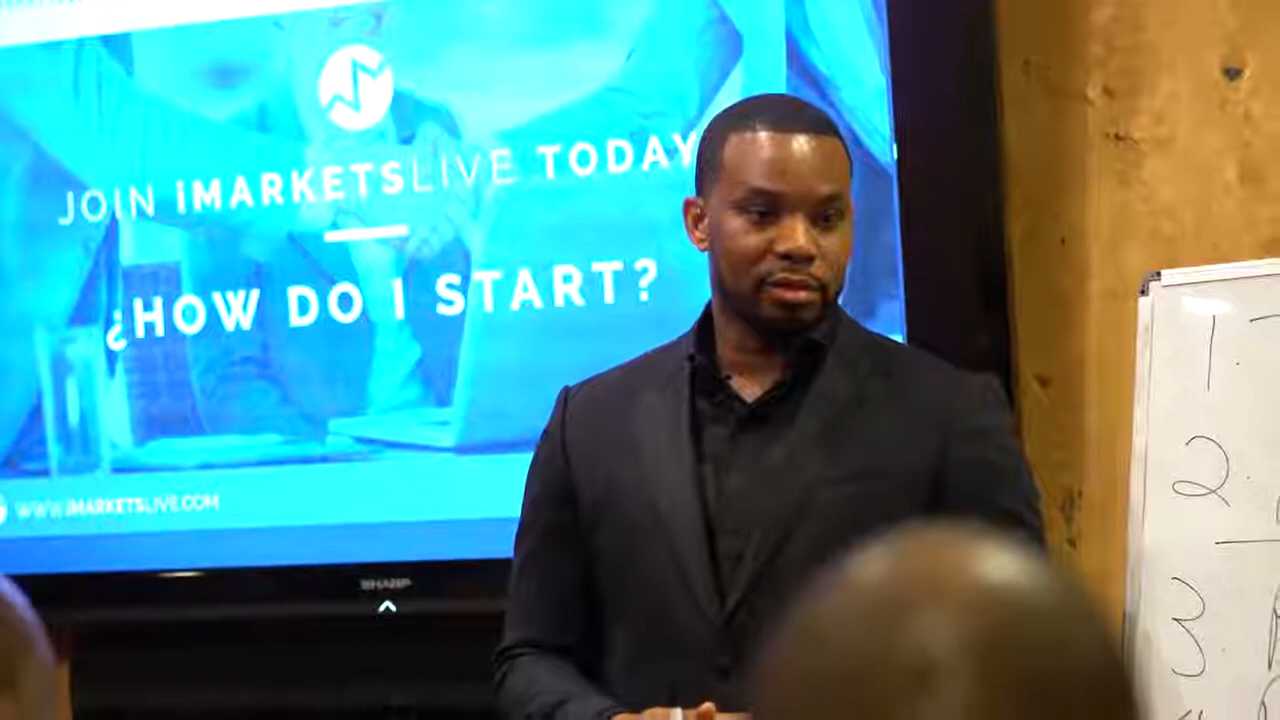 JOIN iMARKETSLIVE TODAY
¿HOW DO I START?
WWW.IMARKETSLIVE.COM
SHARP
1.
2.
3